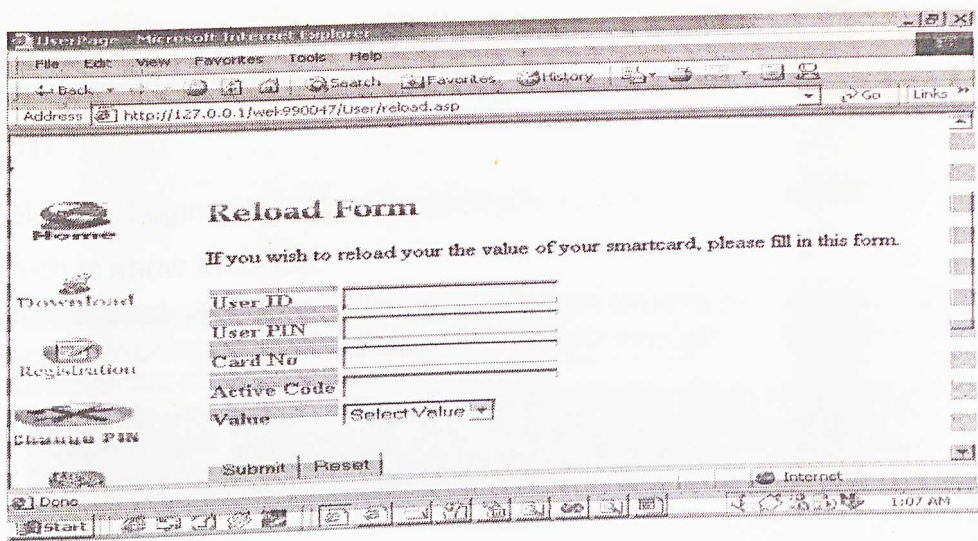 UserPage - Microsoft Internet Explorer
File Edit View Favorites Tools Help
Back Search Favorites History
Address http://127.0.0.1/wek990047/User/reload.asp Go Links »
Home
Download
Registration
Change PIN
Reload Form
If you wish to reload your the value of your smartcard, please fill in this form.
User ID
User PIN
Card No
Active Code
Value Select Value
Submit Reset
Done Internet
Start 1:07 AM